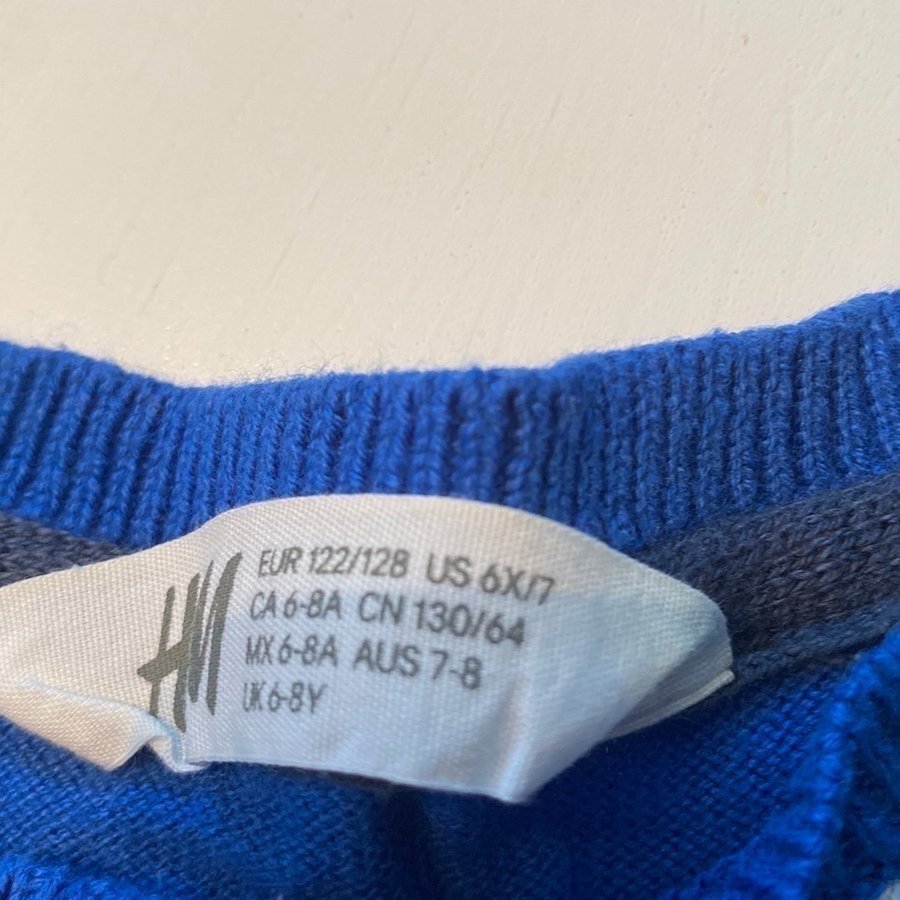 HM
EUR 122/128 US 6X/7
CA 6-8A CN 130/64
MX 6-8A AUS 7-8
UK 6-8Y